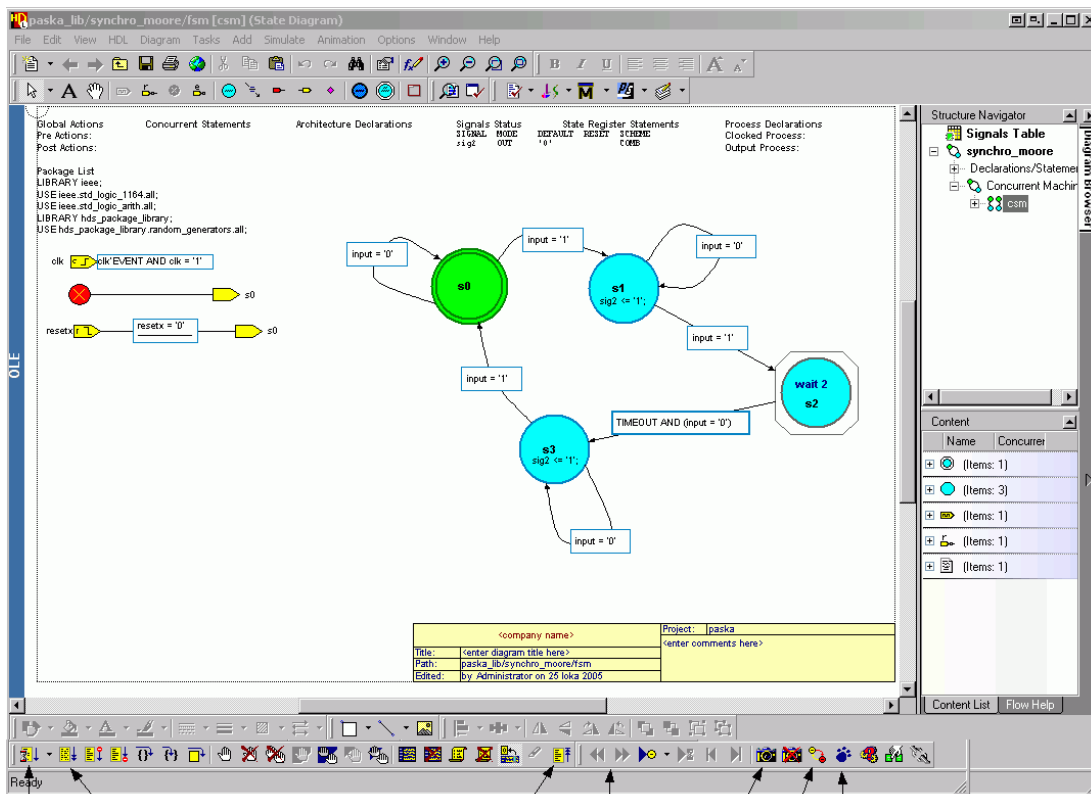 paska_lib/synchro_moore/fsm [csm] (State Diagram)
File Edit View HDL Diagram Tasks Add Simulate Animation Options Window Help
Global Actions
Pre Actions:
Post Actions:
Concurrent Statements
Architecture Declarations
Signals Status
SIGNAL MODE DEFAULT RESET SCHEME
sig2 OUT '0' COMB
State Register Statements
Process Declarations
Clocked Process:
Output Process:
Package List
LIBRARY ieee;
USE ieee.std_logic_1164.all;
USE ieee.std_logic_arith.all;
LIBRARY hds_package_library;
USE hds_package_library.random_generators.all;
clk clk'EVENT AND clk = '1'
s0
resetx resetx = '0' s0
input = '0'
s0
input = '1'
s1
sig2 <= '1';
input = '0'
input = '1'
wait 2
s2
TIMEOUT AND (input = '0')
s3
sig2 <= '1';
input = '0'
input = '1'
<company name>
Title: <enter diagram title here>
Path: paska_lib/synchro_moore/fsm
Edited: by Administrator on 25 loka 2005
Project: paska
<enter comments here>
OLE
Structure Navigator
Signals Table
synchro_moore
Declarations/Statemer
Concurrent Machin
csm
Diagram Browser
Content
Name Concurrer
(Items: 1)
(Items: 3)
(Items: 1)
(Items: 1)
(Items: 1)
Content List Flow Help
Ready